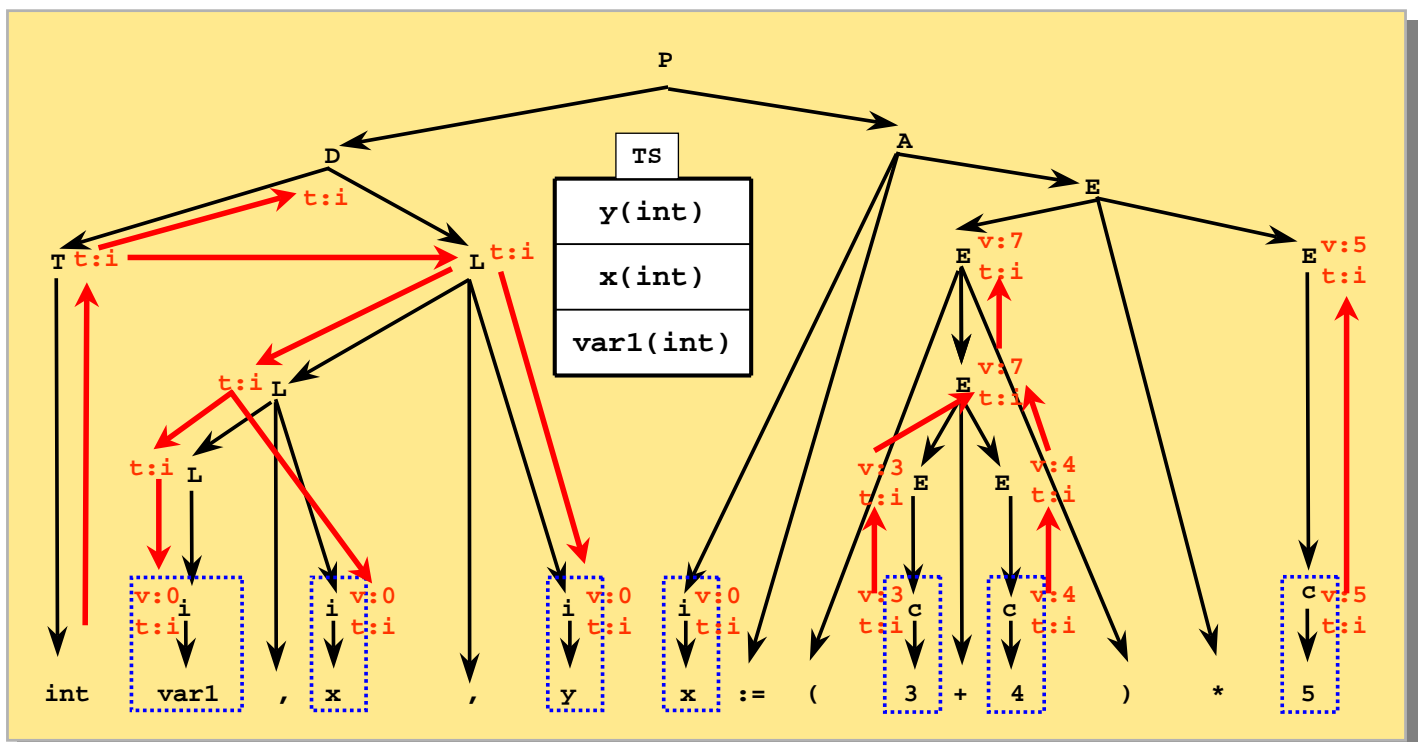 P
D
A
TS
E
t:i
y(int)
T t:i
L t:i
E v:7
t:i
E v:5
t:i
x(int)
var1(int)
t:i L
E v:7
t:i
t:i L
v:3
t:i
E
E
v:4
t:i
v:0
i
t:i
i
v:0
t:i
i
v:0
t:i
i
v:0
t:i
v:3
t:i
c
c
v:4
t:i
c
v:5
t:i
int var1 , x , y x := ( 3 + 4 ) * 5